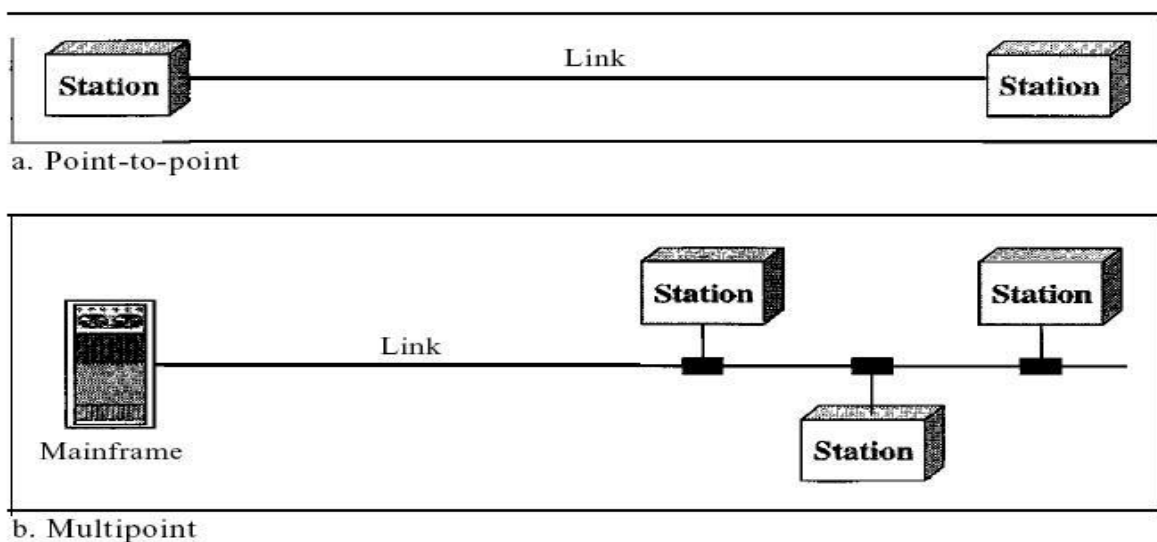 Link
Station
Station
a. Point-to-point
Station
Station
Link
Station
Mainframe
b. Multipoint